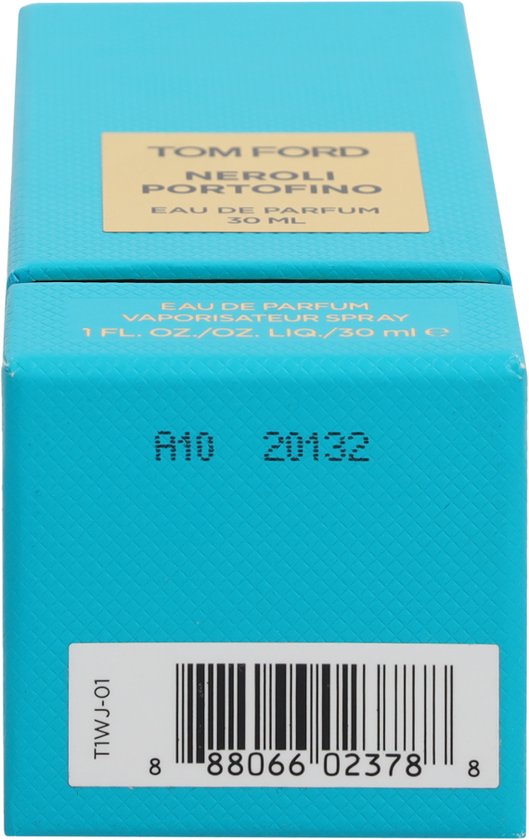 TOM FORD
NEROLI
PORTOFINO
EAU DE PARFUM
30 ML
EAU DE PARFUM
VAPORISATEUR SPRAY
1 FL. OZ./OZ. LIQ./30 ml ℮
A10 20132
T1WJ-01
8 88066 02378 8